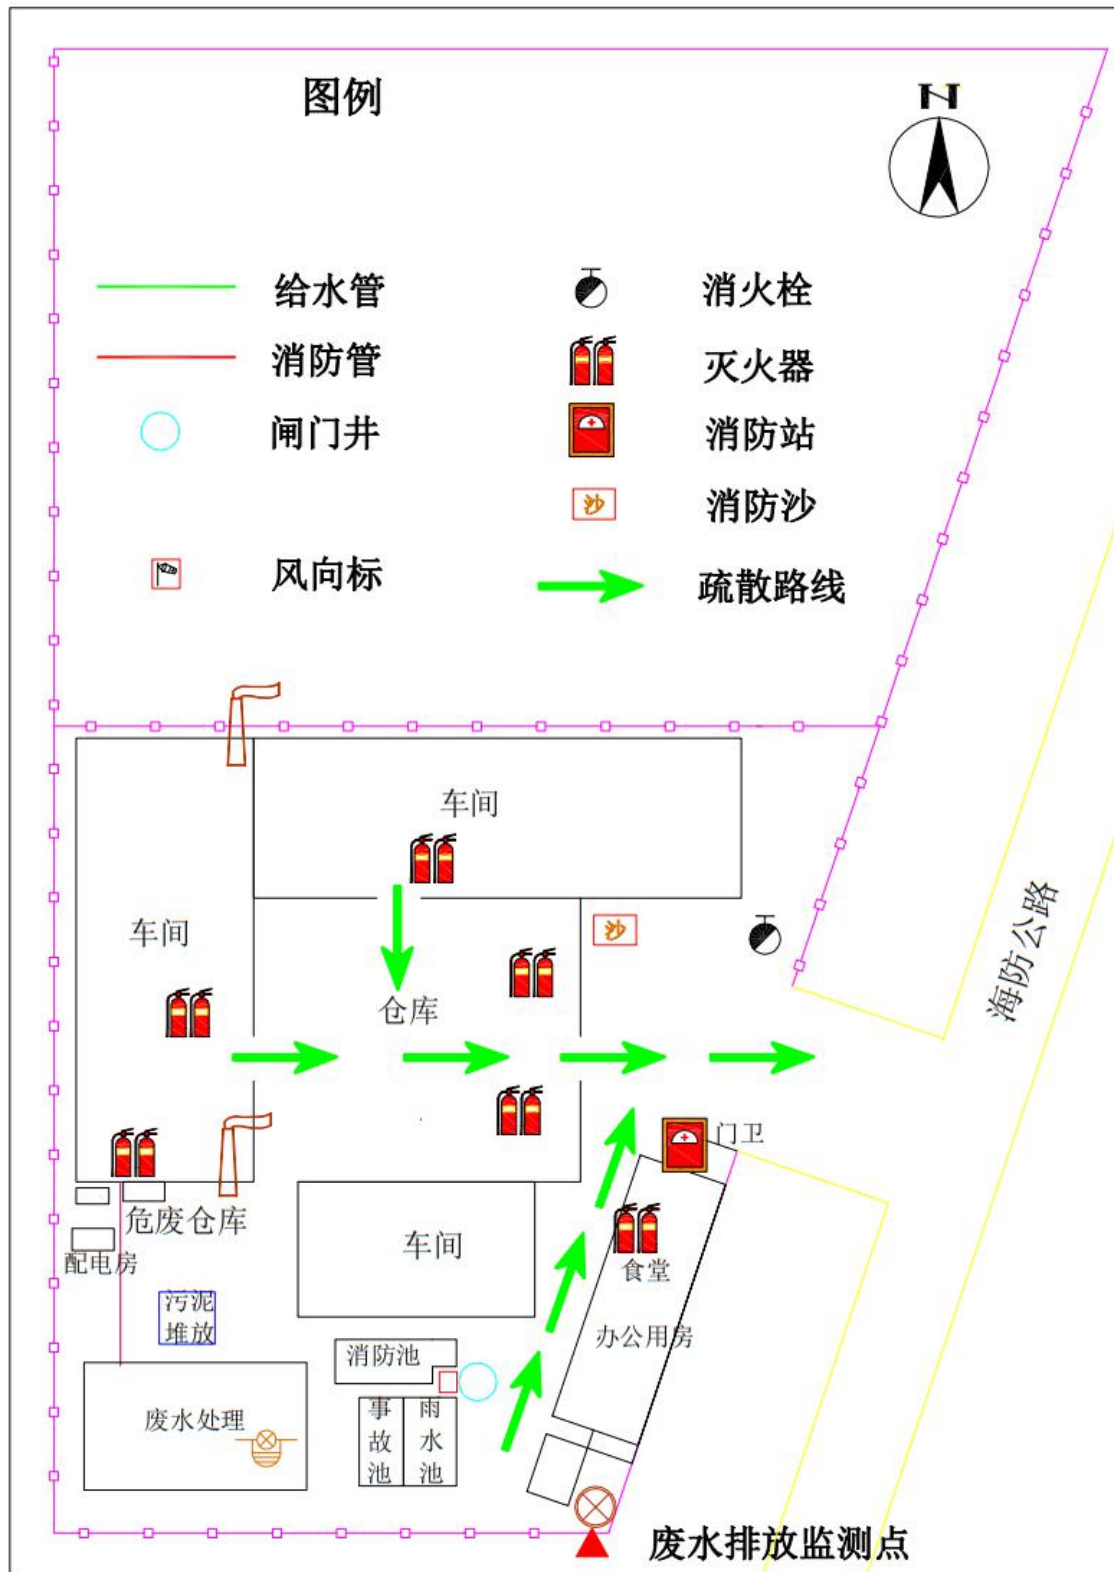 图例
N
给水管
消火栓
消防管
灭火器
闸门井
消防站
沙
消防沙
风向标
疏散路线
车间
车间
沙
海防公路
仓库
门卫
危废仓库
车间
配电房
食堂
污泥
堆放
办公用房
消防池
废水处理
事故池
雨水池
废水排放监测点